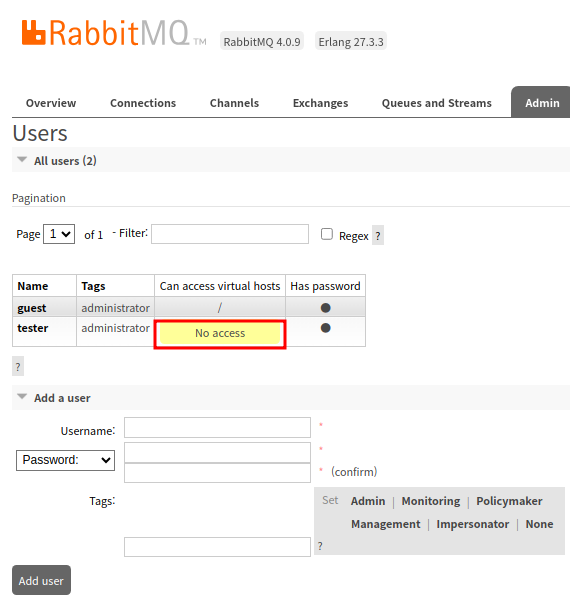 RabbitMQ TM RabbitMQ 4.0.9 Erlang 27.3.3
Overview Connections Channels Exchanges Queues and Streams Admin
Users
All users (2)
Pagination
Page 1 of 1 - Filter: Regex ?
Name Tags Can access virtual hosts Has password
guest administrator / ●
tester administrator No access ●
?
Add a user
Username: *
Password: *
* (confirm)
Tags: Set Admin | Monitoring | Policymaker
Management | Impersonator | None
?
Add user